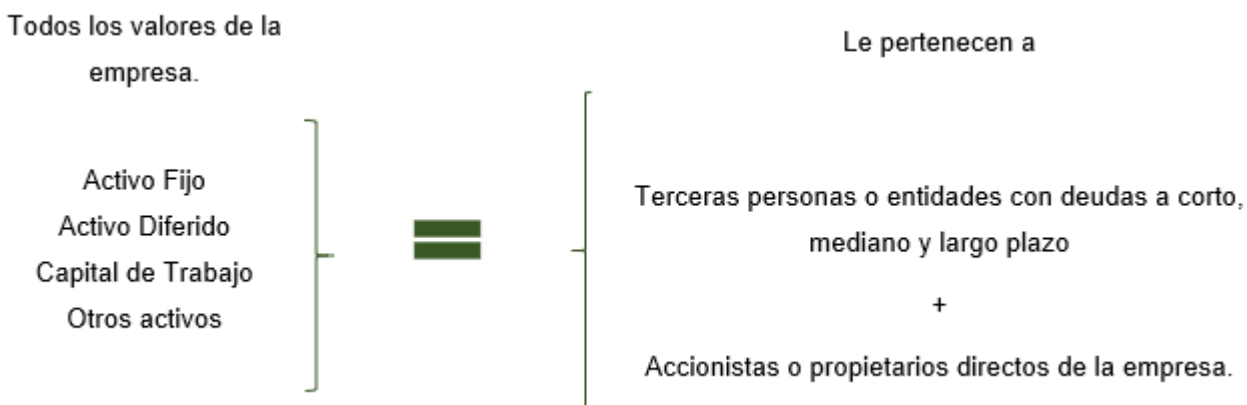 Todos los valores de la
empresa.
Activo Fijo
Activo Diferido
Capital de Trabajo
Otros activos
=
Le pertenecen a
Terceras personas o entidades con deudas a corto,
mediano y largo plazo
+
Accionistas o propietarios directos de la empresa.